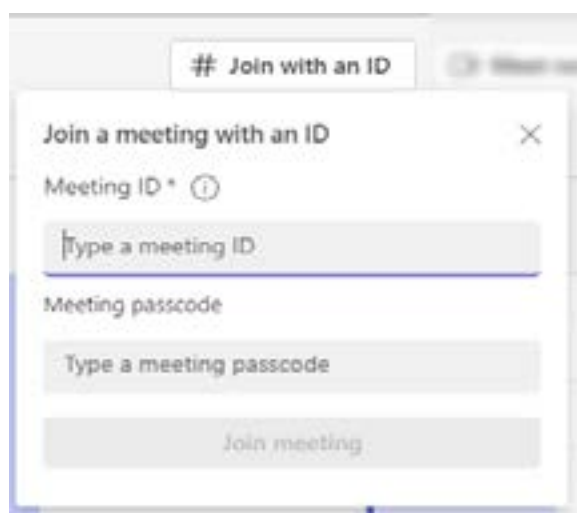 # Join with an ID
Join a meeting with an ID
Meeting ID *
Type a meeting ID
Meeting passcode
Type a meeting passcode
Join meeting